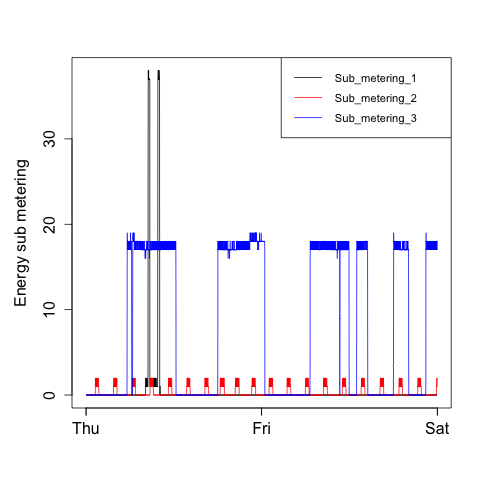 Sub_metering_1
Sub_metering_2
Sub_metering_3
Energy sub metering
30
20
10
0
Thu Fri Sat